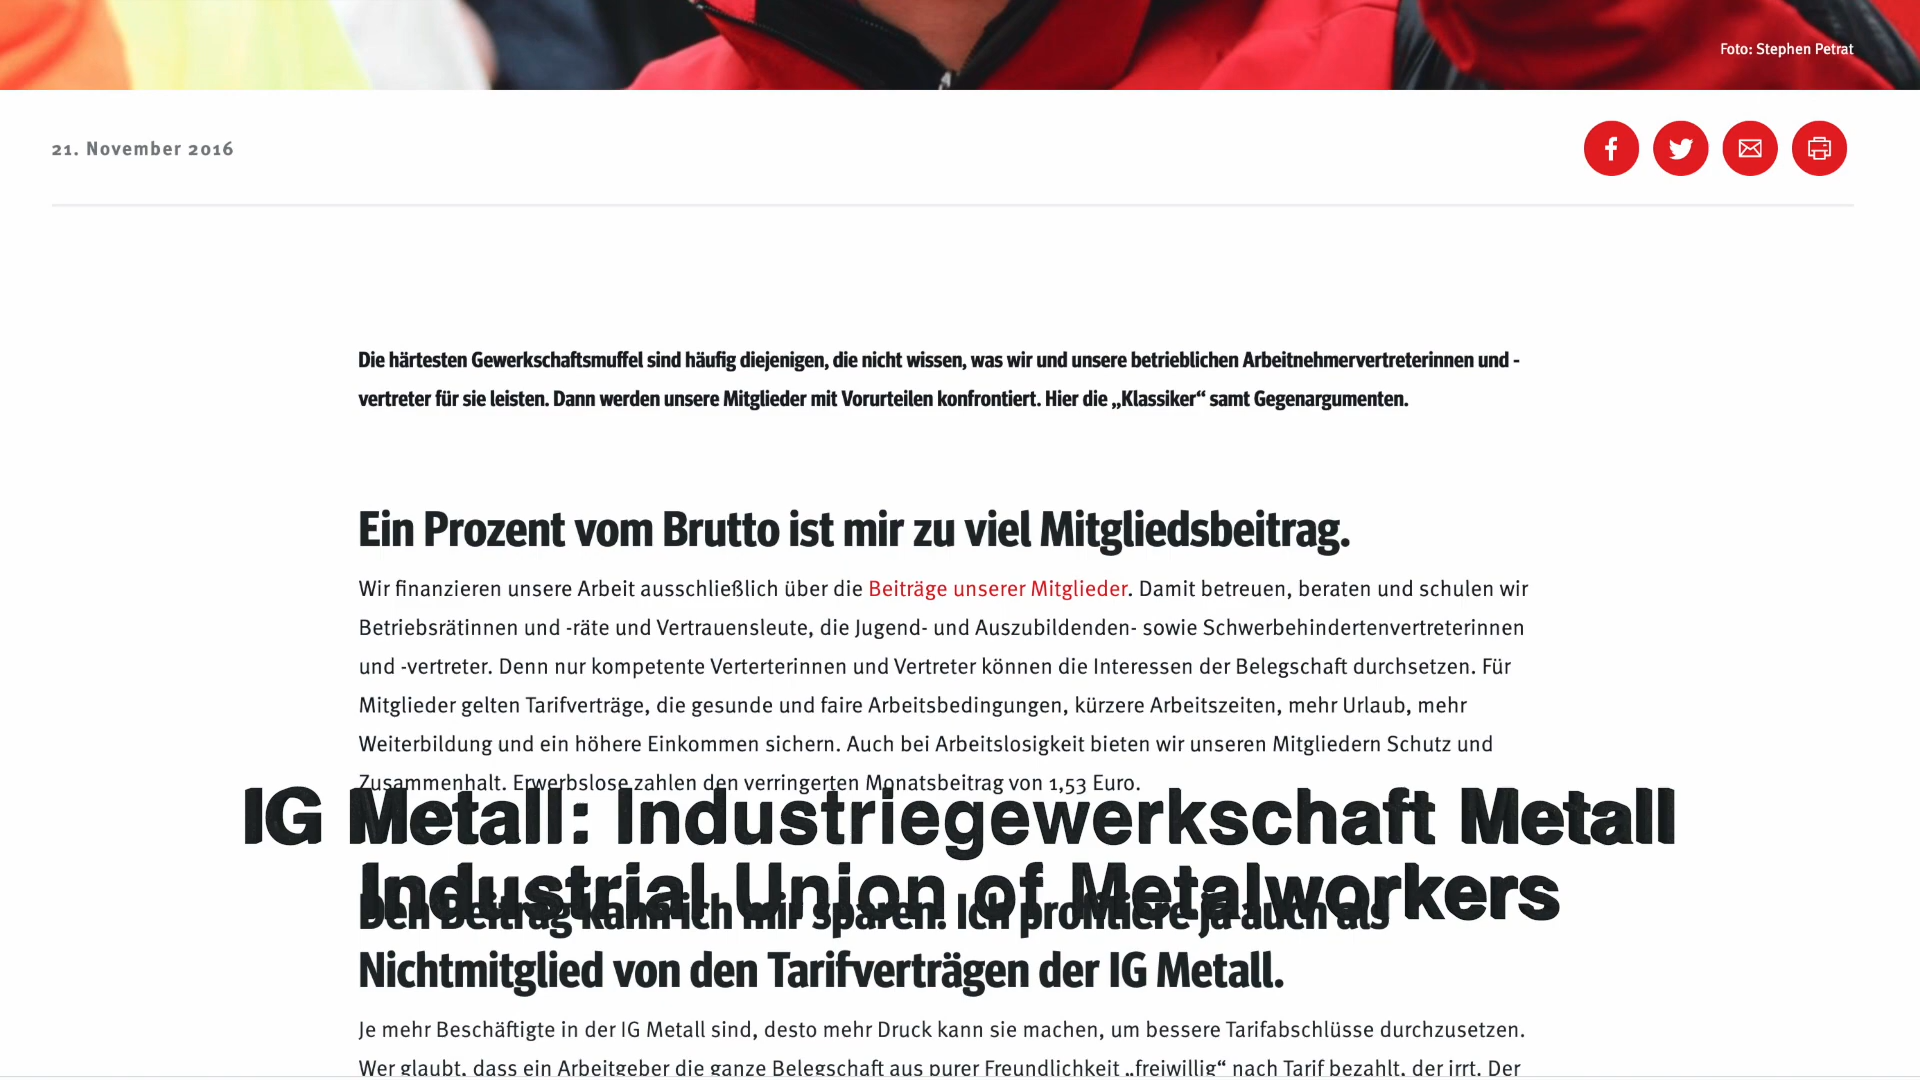 Foto: Stephen Petrat
21. November 2016
Die härtesten Gewerkschaftsmuffel sind häufig diejenigen, die nicht wissen, was wir und unsere betrieblichen Arbeitnehmervertreterinnen und -
vertreter für sie leisten. Dann werden unsere Mitglieder mit Vorurteilen konfrontiert. Hier die „Klassiker“ samt Gegenargumenten.
Ein Prozent vom Brutto ist mir zu viel Mitgliedsbeitrag.
Wir finanzieren unsere Arbeit ausschließlich über die Beiträge unserer Mitglieder. Damit betreuen, beraten und schulen wir
Betriebsrätinnen und -räte und Vertrauensleute, die Jugend- und Auszubildenden- sowie Schwerbehindertenvertreterinnen
und -vertreter. Denn nur kompetente Verterterinnen und Vertreter können die Interessen der Belegschaft durchsetzen. Für
Mitglieder gelten Tarifverträge, die gesunde und faire Arbeitsbedingungen, kürzere Arbeitszeiten, mehr Urlaub, mehr
Weiterbildung und ein höhere Einkommen sichern. Auch bei Arbeitslosigkeit bieten wir unseren Mitgliedern Schutz und
Zusammenhalt. Erwerbslose zahlen den verringerten Monatsbeitrag von 1,53 Euro.
IG Metall: Industriegewerkschaft Metall
Industrial Union of Metalworkers
Den Beitrag kann ich mir sparen. Ich profitiere ja auch als
Nichtmitglied von den Tarifverträgen der IG Metall.
Je mehr Beschäftigte in der IG Metall sind, desto mehr Druck kann sie machen, um bessere Tarifabschlüsse durchzusetzen.
Wer glaubt, dass ein Arbeitgeber die ganze Belegschaft aus purer Freundlichkeit „freiwillig“ nach Tarif bezahlt, der irrt. Der